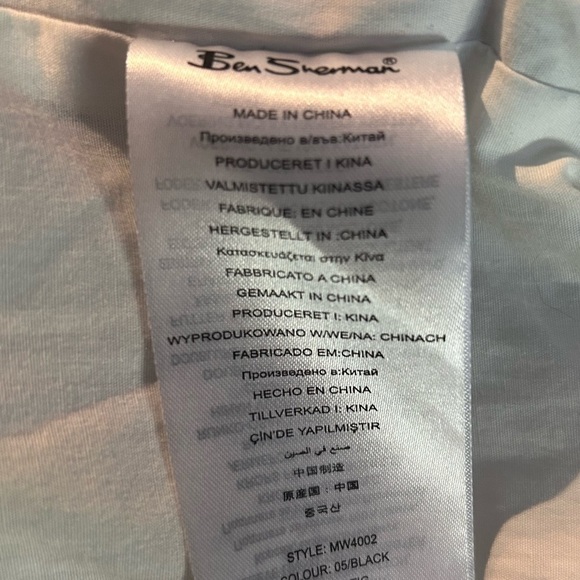 Ben Sherman®
MADE IN CHINA
Произведено в/във:Китай
PRODUCERET I KINA
VALMISTETTU KIINASSA
FABRIQUE: EN CHINE
HERGESTELLT IN :CHINA
Κατασκευάζεται στην Κίνα
FABBRICATO A CHINA
GEMAAKT IN CHINA
PRODUCERET I: KINA
WYPRODUKOWANO W/WE/NA: CHINACH
FABRICADO EM:CHINA
Произведено в:Китай
HECHO EN CHINA
TILLVERKAD I: KINA
ÇİN'DE YAPILMIŞTIR
صنع في الصين
中国制造
原産国：中国
중국산
STYLE: MW4002
COLOUR: 05/BLACK